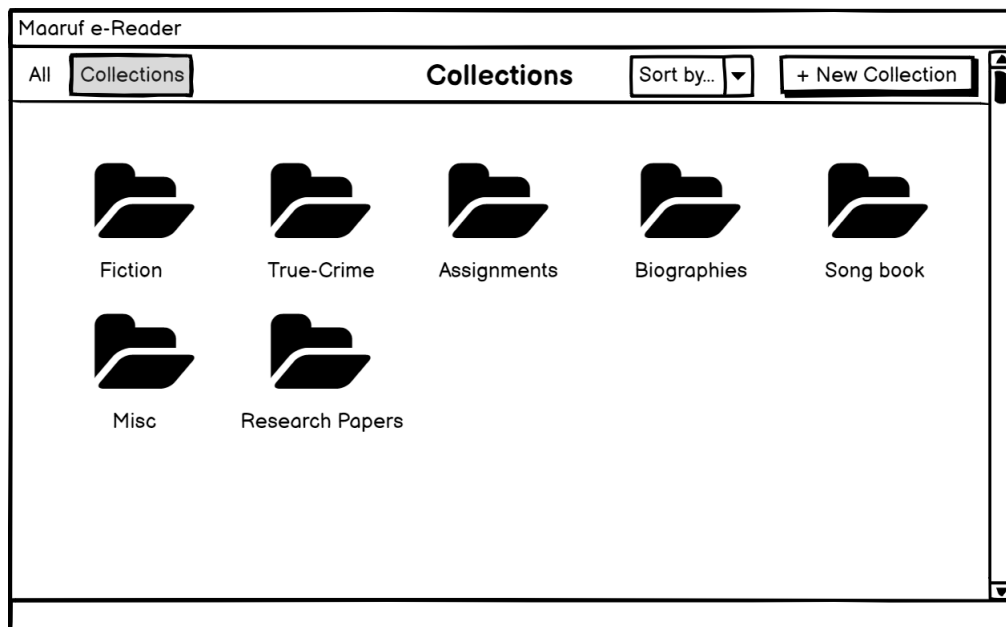 Maaruf e-Reader
All Collections Collections Sort by... + New Collection
Fiction True-Crime Assignments Biographies Song book
Misc Research Papers